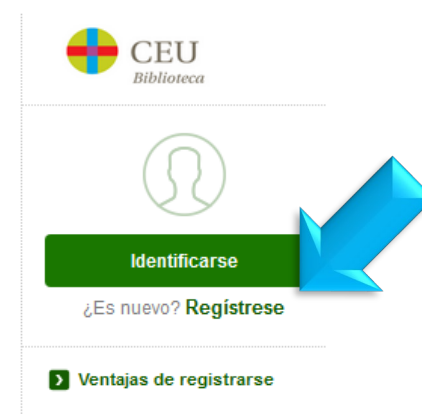 CEU
Biblioteca
Identificarse
¿Es nuevo? Regístrese
Ventajas de registrarse